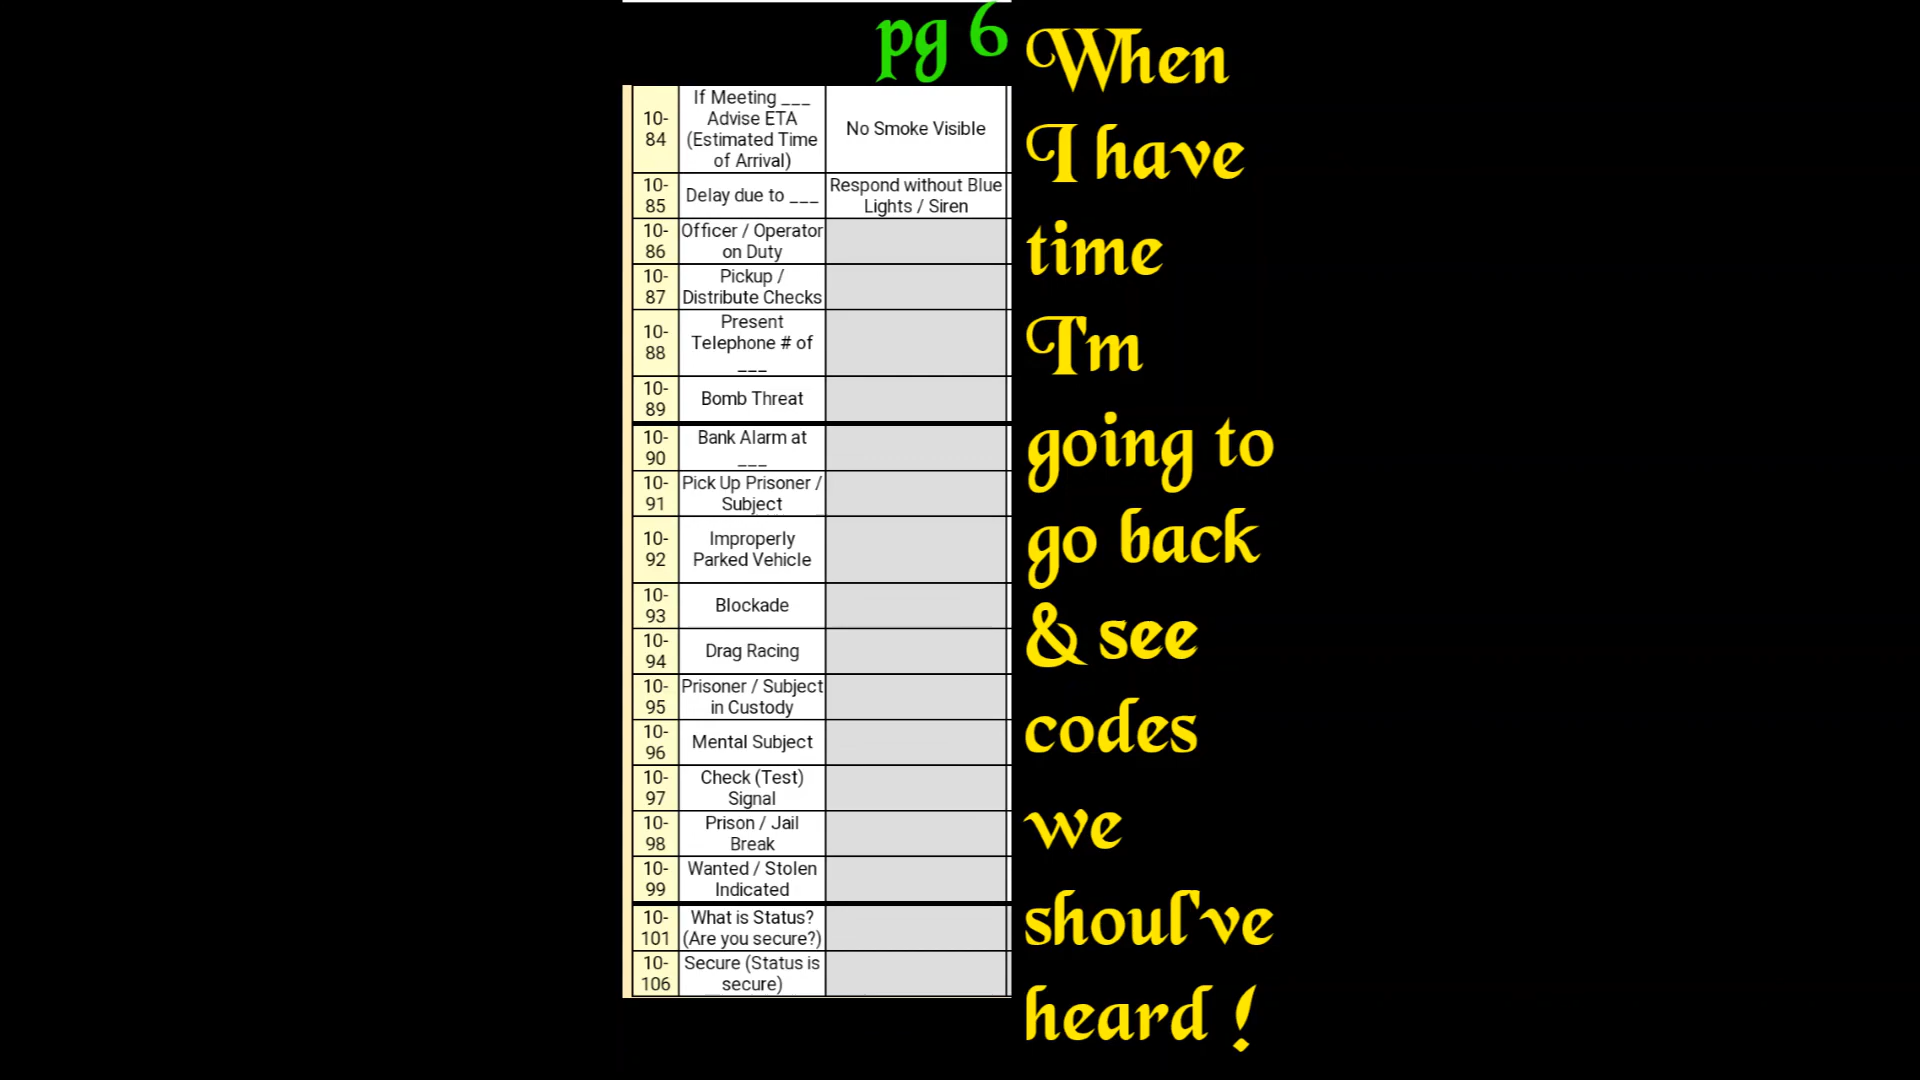 pg 6
10-
84
If Meeting ___
Advise ETA
(Estimated Time
of Arrival)
No Smoke Visible
10-
85
Delay due to ___
Respond without Blue
Lights / Siren
10-
86
Officer / Operator
on Duty
10-
87
Pickup /
Distribute Checks
10-
88
Present
Telephone # of
___
10-
89
Bomb Threat
10-
90
Bank Alarm at
___
10-
91
Pick Up Prisoner /
Subject
10-
92
Improperly
Parked Vehicle
10-
93
Blockade
10-
94
Drag Racing
10-
95
Prisoner / Subject
in Custody
10-
96
Mental Subject
10-
97
Check (Test)
Signal
10-
98
Prison / Jail
Break
10-
99
Wanted / Stolen
Indicated
10-
101
What is Status?
(Are you secure?)
10-
106
Secure (Status is
secure)
When
I have
time
I'm
going to
go back
& see
codes
we
shoul've
heard !